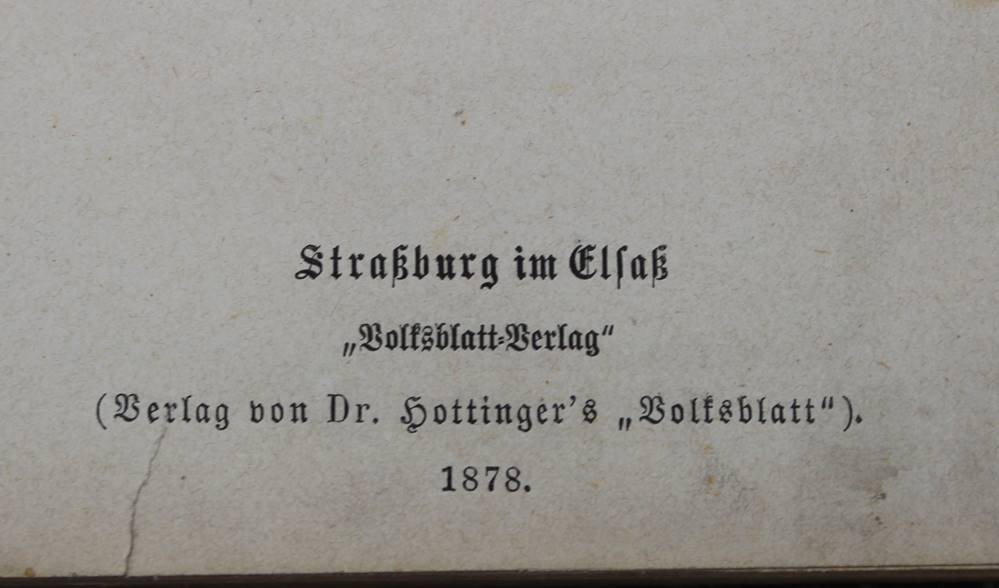 Straßburg im Elſaß
„Volksblatt-Verlag“
(Verlag von Dr. Hottinger’s „Volksblatt“).
1878.